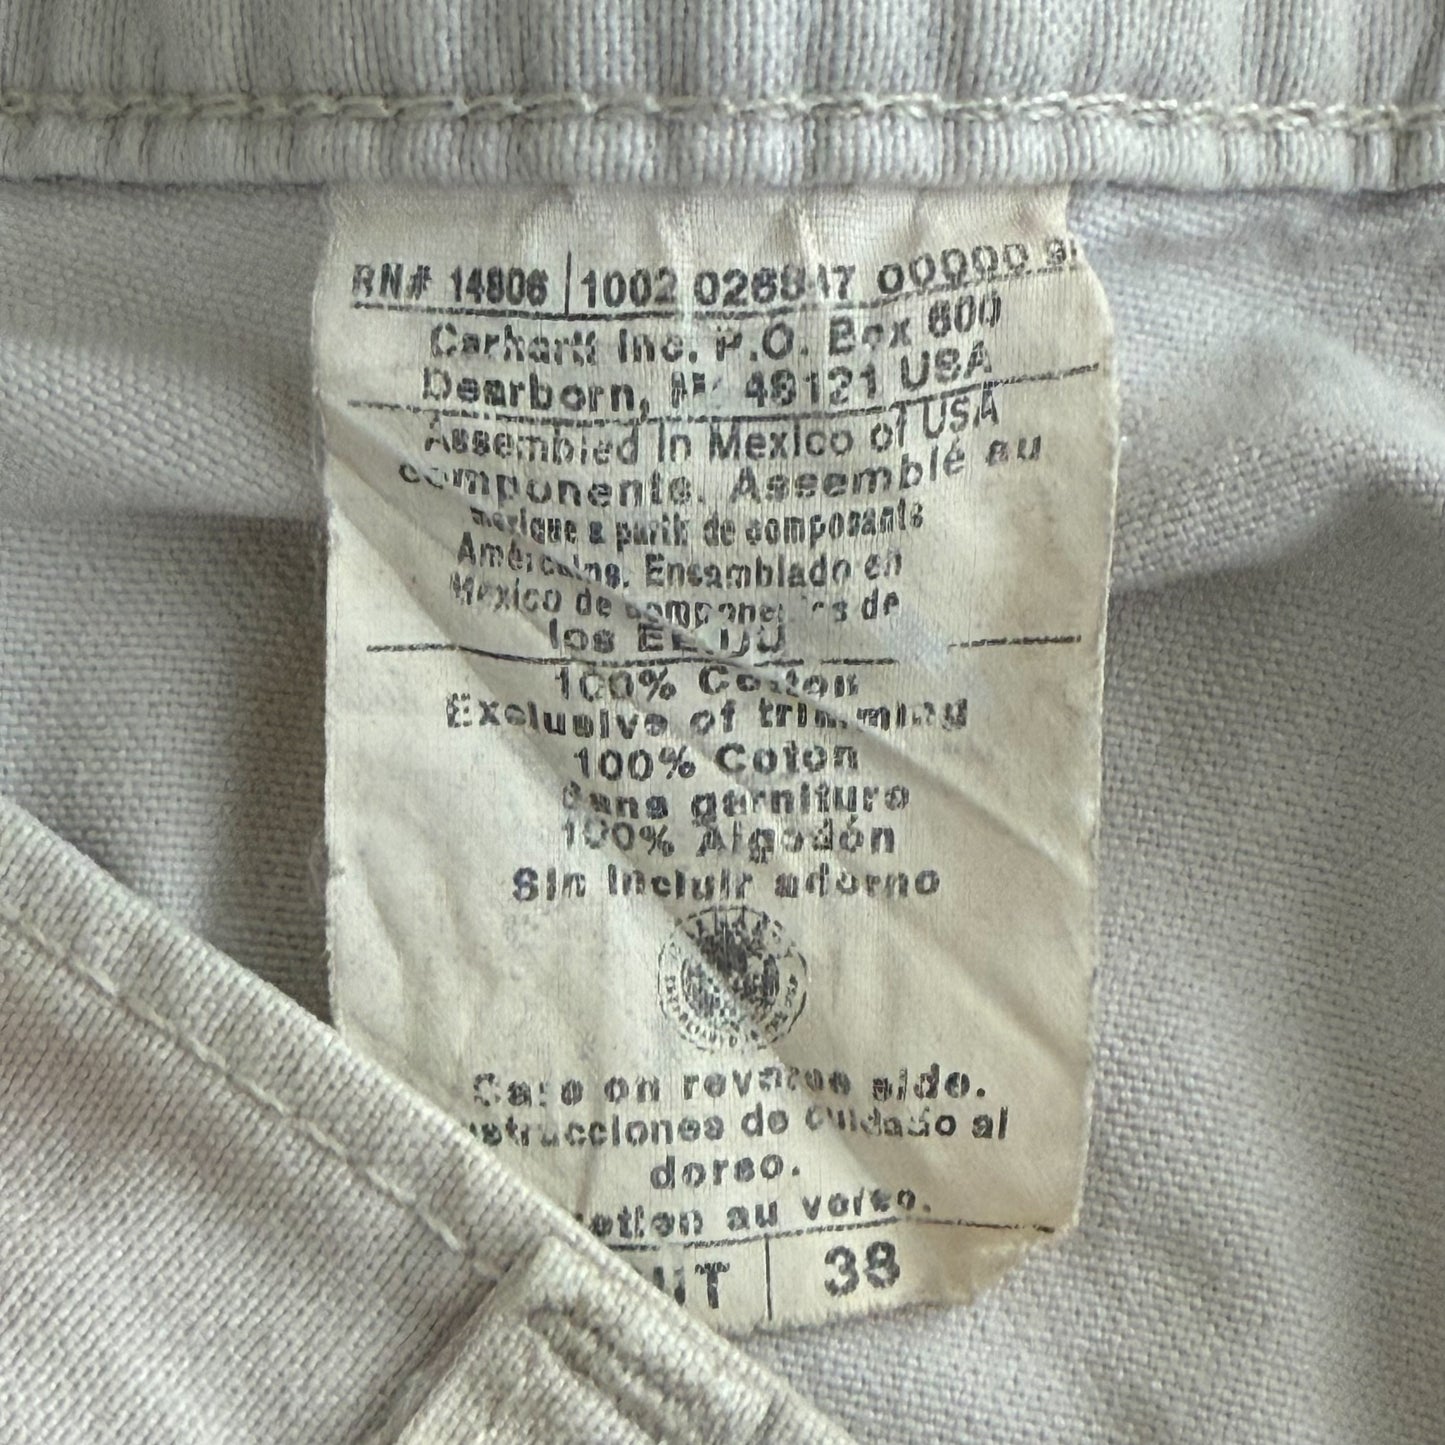 RN# 14806 1002 026847 00000
Carhartt Inc. P.O. Box 600
Dearborn, MI 48121 USA
Assembled in Mexico of USA
components. Assemblé au
mexique a partir de composants
Américains. Ensamblado en
México de componentes de
los EE.UU
100% Cotton
Exclusive of trimming
100% Coton
dans garniture
100% Algodón
Sin incluir adorno
Care on reverse side.
de cuidado al
dorso.
au verso.
38